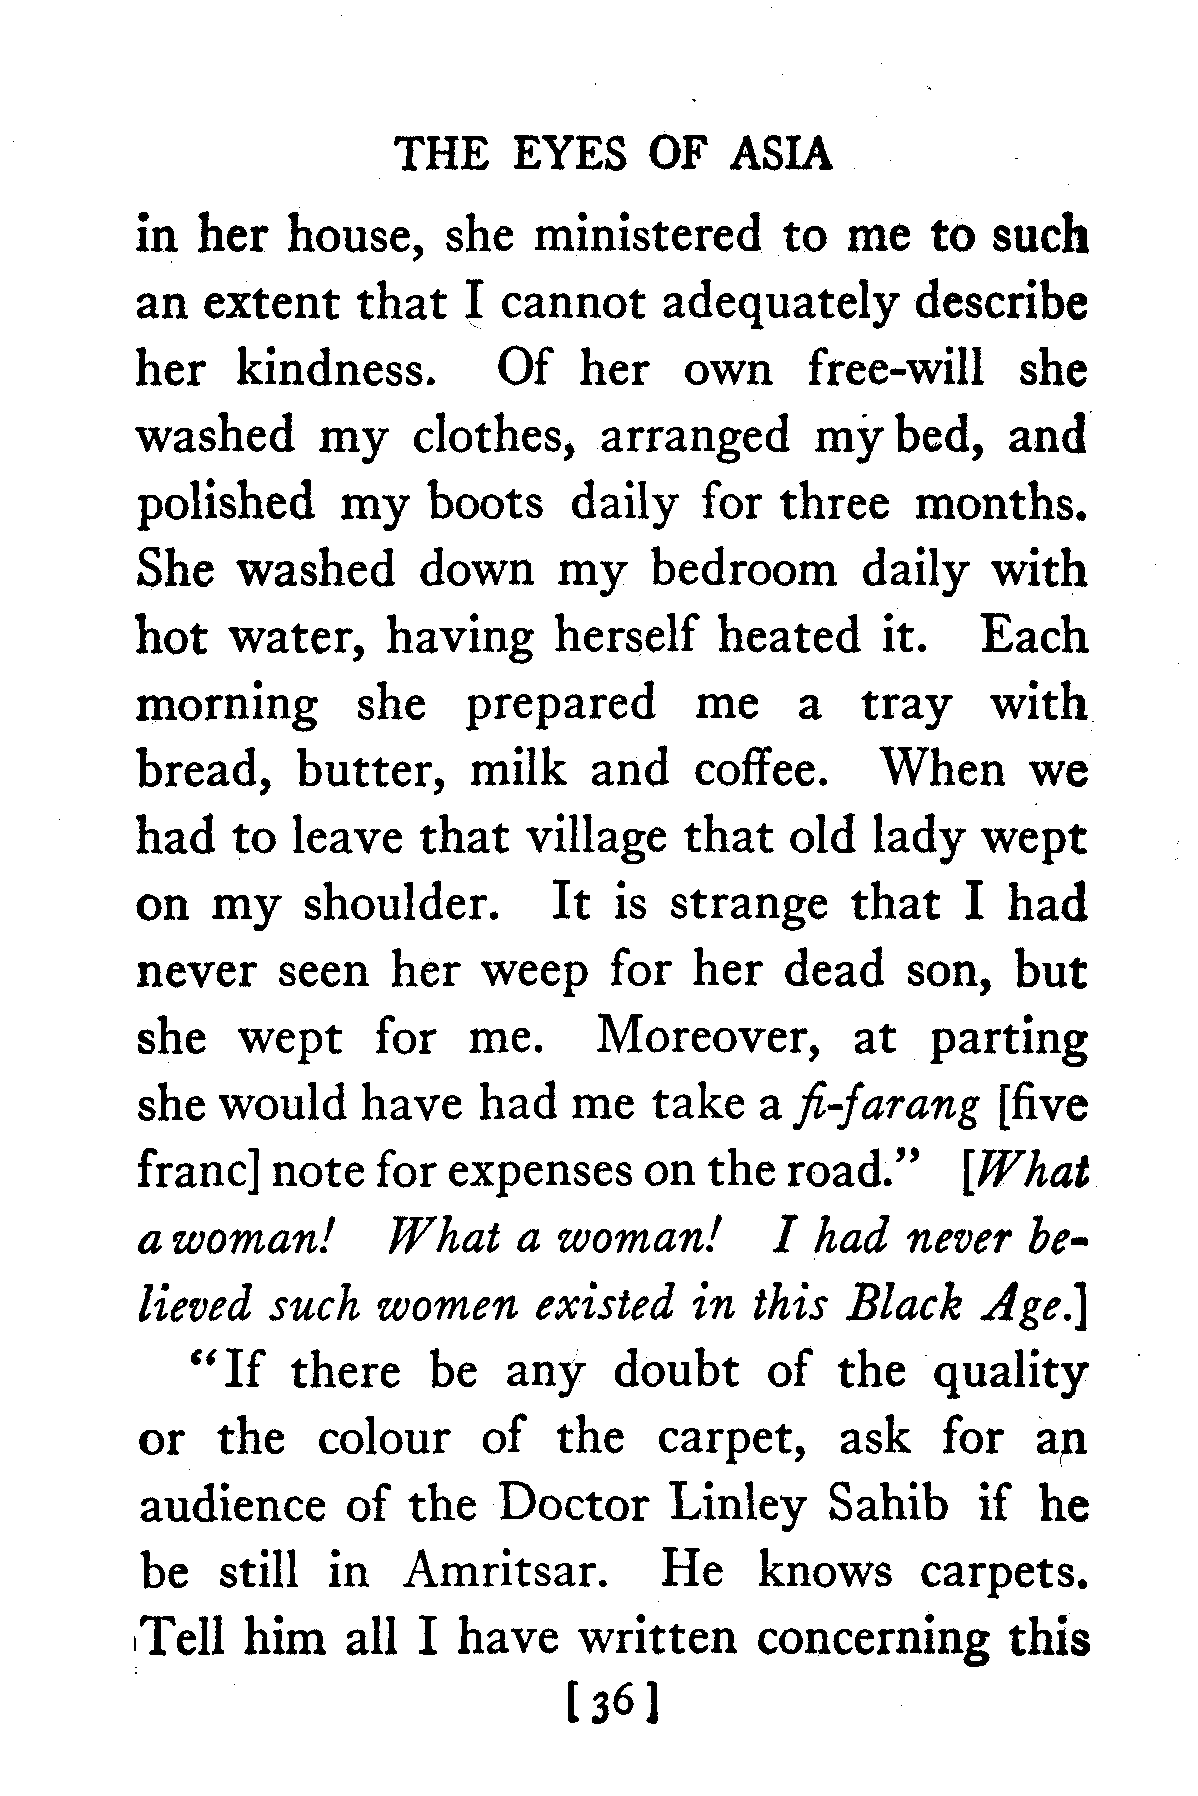 THE EYES OF ASIA
in her house, she ministered to me to such
an extent that I cannot adequately describe
her kindness. Of her own free-will she
washed my clothes, arranged my bed, and
polished my boots daily for three months.
She washed down my bedroom daily with
hot water, having herself heated it. Each
morning she prepared me a tray with
bread, butter, milk and coffee. When we
had to leave that village that old lady wept
on my shoulder. It is strange that I had
never seen her weep for her dead son, but
she wept for me. Moreover, at parting
she would have had me take a fi-farang [five
franc] note for expenses on the road.” [What
a woman! What a woman! I had never be-
lieved such women existed in this Black Age.]
“If there be any doubt of the quality
or the colour of the carpet, ask for an
audience of the Doctor Linley Sahib if he
be still in Amritsar. He knows carpets.
Tell him all I have written concerning this
[36]